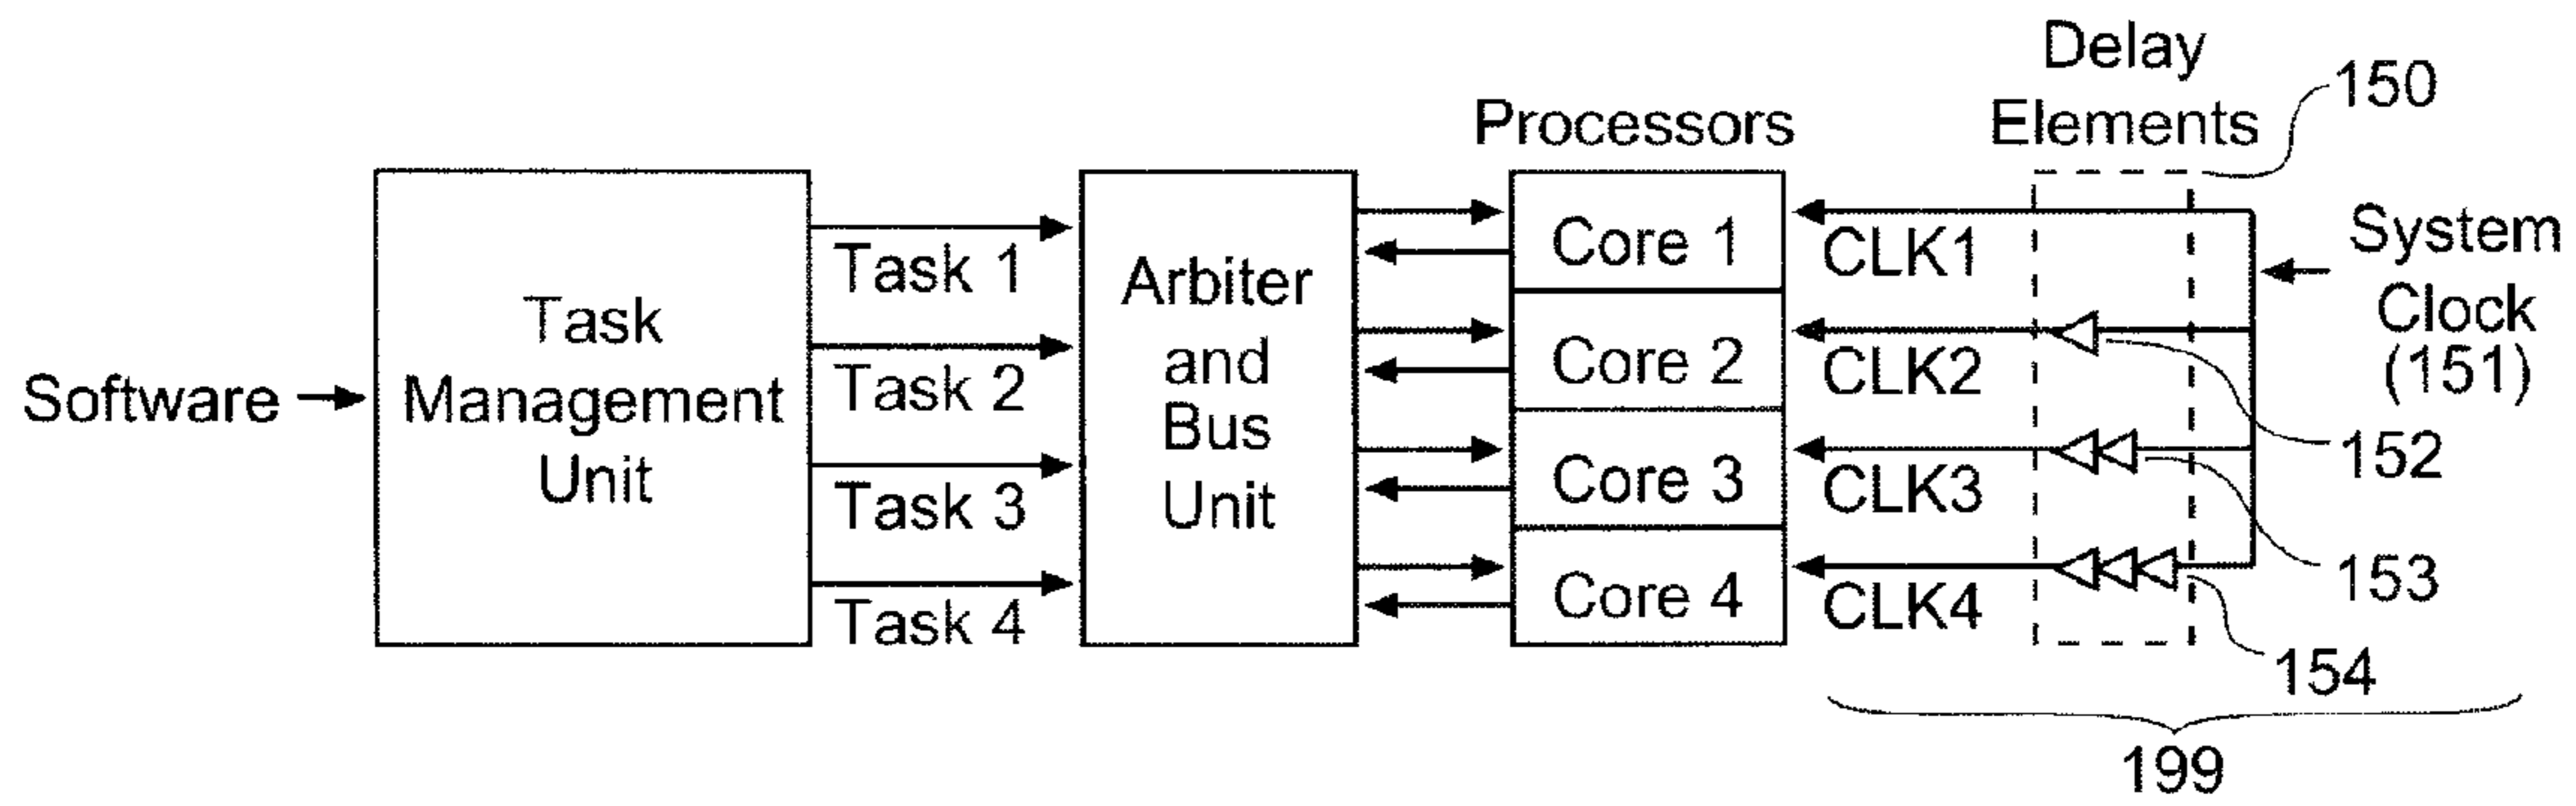 Delay
Elements
150
Processors
System
Clock
(151)
Software
Task
Management
Unit
Task 1
Task 2
Task 3
Task 4
Arbiter
and
Bus
Unit
Core 1
Core 2
Core 3
Core 4
CLK1
CLK2
CLK3
CLK4
152
153
154
199